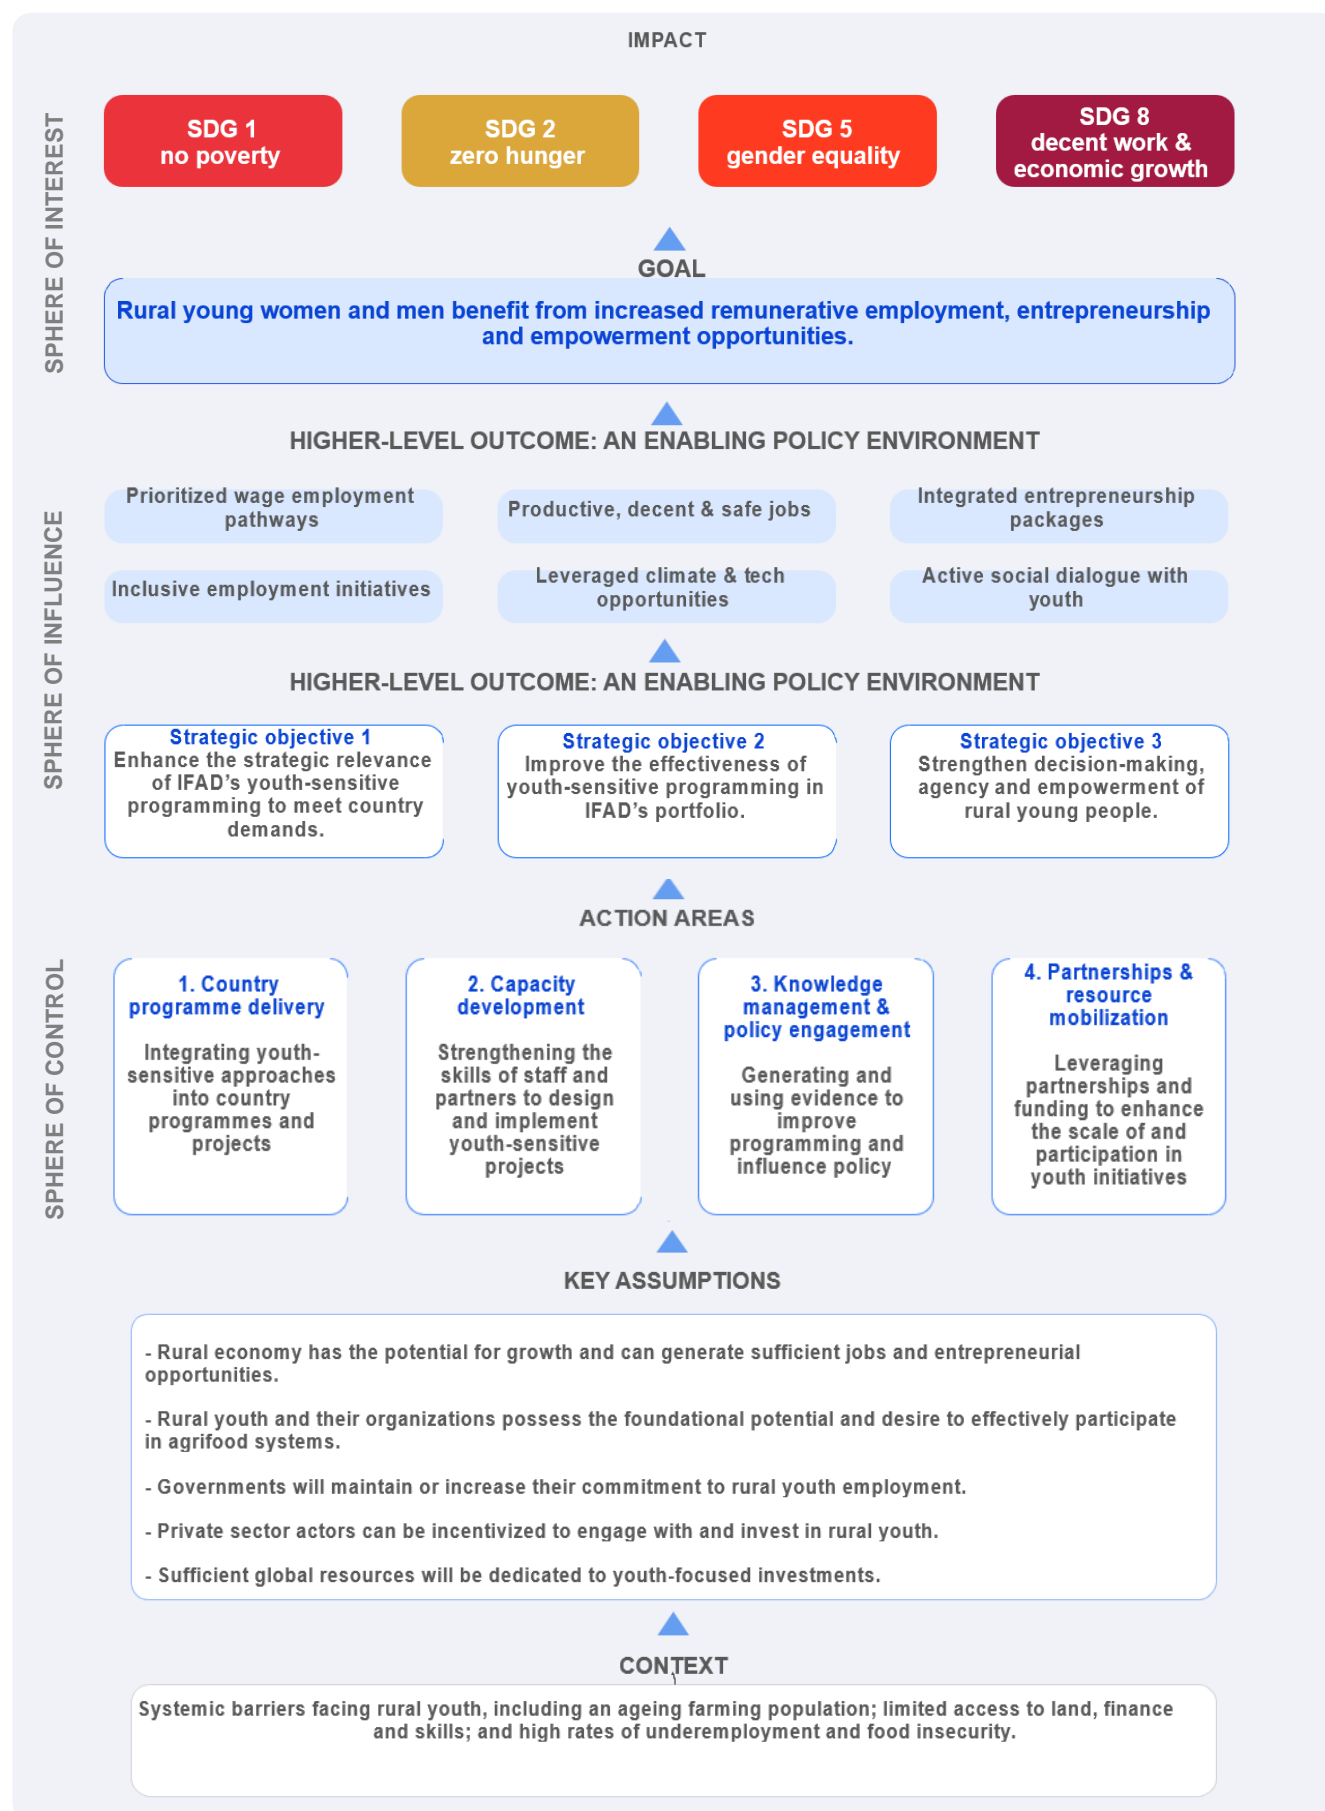 IMPACT
SPHERE OF INTEREST
SDG 1
no poverty
SDG 2
zero hunger
SDG 5
gender equality
SDG 8
decent work &
economic growth
GOAL
Rural young women and men benefit from increased remunerative employment, entrepreneurship
and empowerment opportunities.
SPHERE OF INFLUENCE
HIGHER-LEVEL OUTCOME: AN ENABLING POLICY ENVIRONMENT
Prioritized wage employment
pathways
Productive, decent & safe jobs
Integrated entrepreneurship
packages
Inclusive employment initiatives
Leveraged climate & tech
opportunities
Active social dialogue with
youth
HIGHER-LEVEL OUTCOME: AN ENABLING POLICY ENVIRONMENT
Strategic objective 1
Enhance the strategic relevance
of IFAD’s youth-sensitive
programming to meet country
demands.
Strategic objective 2
Improve the effectiveness of
youth-sensitive programming in
IFAD’s portfolio.
Strategic objective 3
Strengthen decision-making,
agency and empowerment of
rural young people.
SPHERE OF CONTROL
ACTION AREAS
1. Country
programme delivery
Integrating youth-
sensitive approaches
into country
programmes and
projects
2. Capacity
development
Strengthening the
skills of staff and
partners to design
and implement
youth-sensitive
projects
3. Knowledge
management &
policy engagement
Generating and
using evidence to
improve
programming and
influence policy
4. Partnerships &
resource
mobilization
Leveraging
partnerships and
funding to enhance
the scale of and
participation in
youth initiatives
KEY ASSUMPTIONS
- Rural economy has the potential for growth and can generate sufficient jobs and entrepreneurial
opportunities.
- Rural youth and their organizations possess the foundational potential and desire to effectively participate
in agrifood systems.
- Governments will maintain or increase their commitment to rural youth employment.
- Private sector actors can be incentivized to engage with and invest in rural youth.
- Sufficient global resources will be dedicated to youth-focused investments.
CONTEXT
Systemic barriers facing rural youth, including an ageing farming population; limited access to land, finance
and skills; and high rates of underemployment and food insecurity.